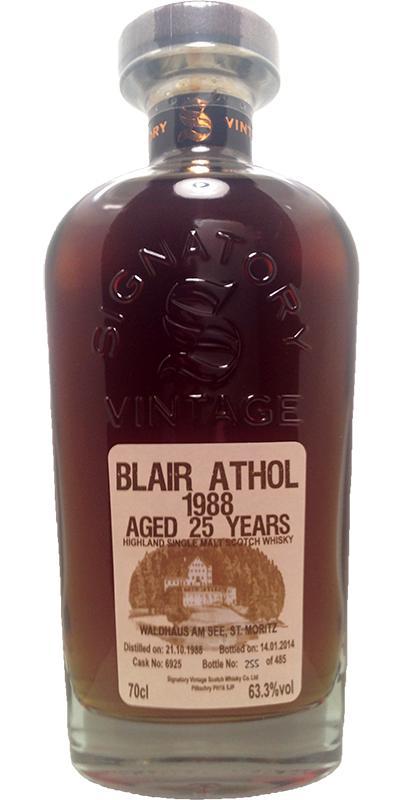 ORY S VINT
SIGNATORY
S
VINTAGE
BLAIR ATHOL
1988
AGED 25 YEARS
HIGHLAND SINGLE MALT SCOTCH WHISKY
WALDHAUS AM SEE, ST. MORITZ
Distilled on: 21.10.1988 Bottled on: 14.01.2014
Cask No: 6925 Bottle No: 255 of 485
Signatory Vintage Scotch Whisky Co. Ltd
Pitlochry PH16 5JP
70cl 63.3%vol